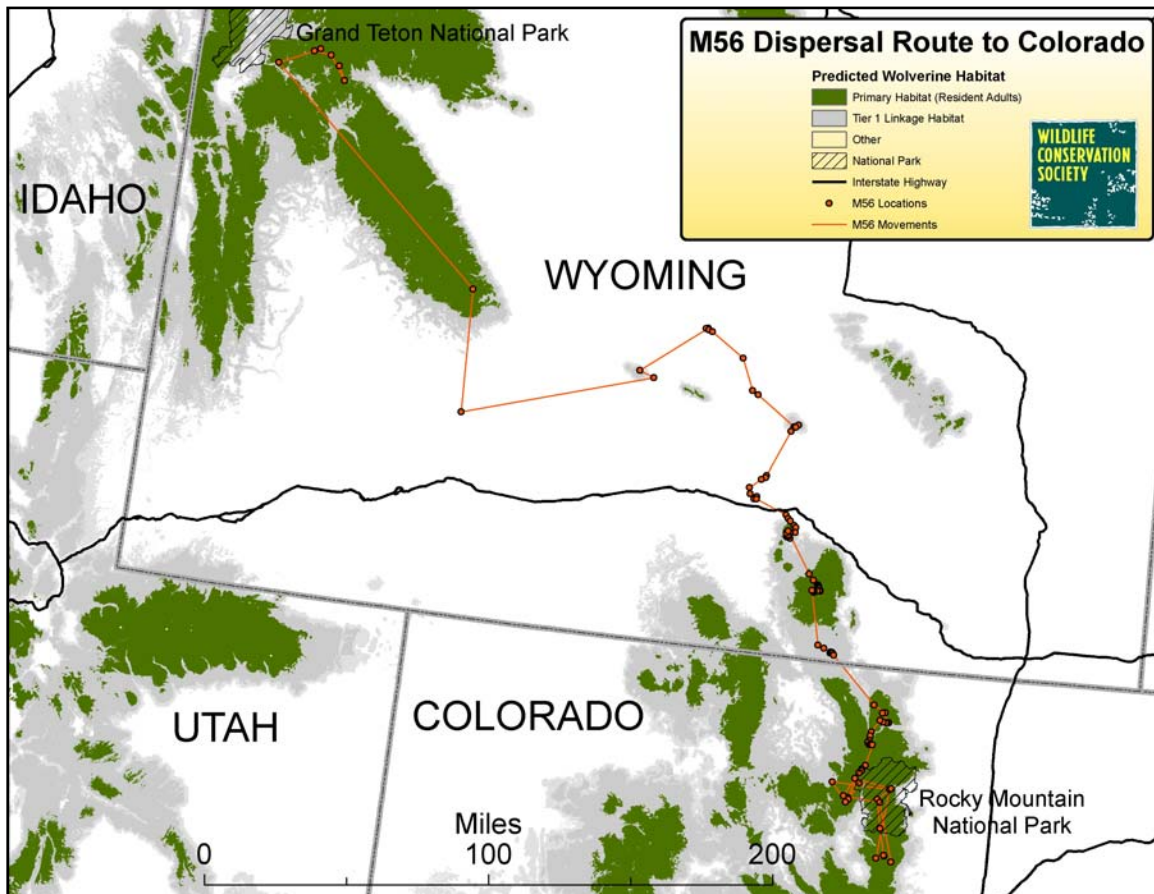 Grand Teton National Park
M56 Dispersal Route to Colorado
Predicted Wolverine Habitat
Primary Habitat (Resident Adults)
Tier 1 Linkage Habitat
Other
National Park
Interstate Highway
M56 Locations
M56 Movements
WILDLIFE
CONSERVATION
SOCIETY
IDAHO
WYOMING
UTAH
COLORADO
Rocky Mountain
National Park
Miles
0 100 200